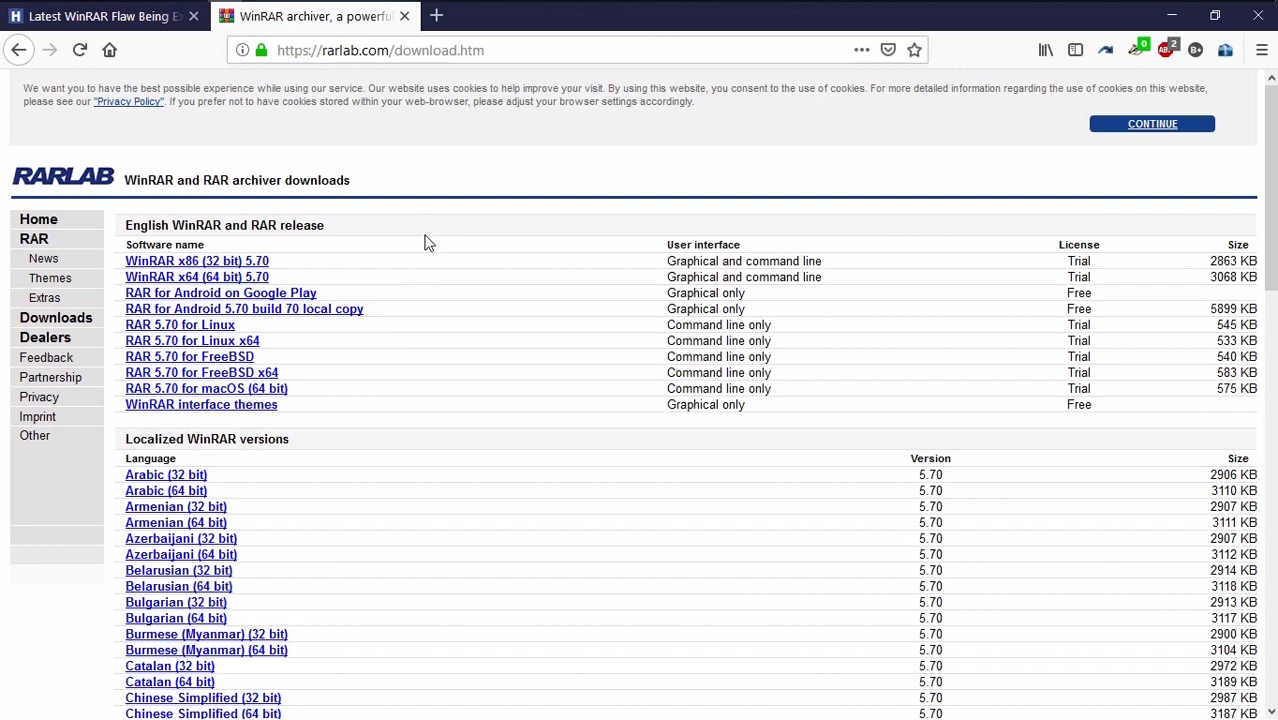 Latest WinRAR Flaw Being Ex
WinRAR archiver, a powerful
https://rarlab.com/download.htm
0
ABP
2
B+
We want you to have the best possible experience while using our service. Our website uses cookies to help improve your visit. By using this website, you consent to the use of cookies. For more detailed information regarding the use of cookies on this website,
please see our "Privacy Policy". If you prefer not to have cookies stored within your web-browser, please adjust your browser settings accordingly.
CONTINUE
RARLAB WinRAR and RAR archiver downloads
Home
RAR
News
Themes
Extras
Downloads
Dealers
Feedback
Partnership
Privacy
Imprint
Other
English WinRAR and RAR release
Software name User interface License Size
WinRAR x86 (32 bit) 5.70 Graphical and command line Trial 2863 KB
WinRAR x64 (64 bit) 5.70 Graphical and command line Trial 3068 KB
RAR for Android on Google Play Graphical only Free
RAR for Android 5.70 build 70 local copy Graphical only Free 5899 KB
RAR 5.70 for Linux Command line only Trial 545 KB
RAR 5.70 for Linux x64 Command line only Trial 533 KB
RAR 5.70 for FreeBSD Command line only Trial 540 KB
RAR 5.70 for FreeBSD x64 Command line only Trial 583 KB
RAR 5.70 for macOS (64 bit) Command line only Trial 575 KB
WinRAR interface themes Graphical only Free
Localized WinRAR versions
Language Version Size
Arabic (32 bit) 5.70 2906 KB
Arabic (64 bit) 5.70 3110 KB
Armenian (32 bit) 5.70 2907 KB
Armenian (64 bit) 5.70 3111 KB
Azerbaijani (32 bit) 5.70 2907 KB
Azerbaijani (64 bit) 5.70 3112 KB
Belarusian (32 bit) 5.70 2914 KB
Belarusian (64 bit) 5.70 3118 KB
Bulgarian (32 bit) 5.70 2913 KB
Bulgarian (64 bit) 5.70 3117 KB
Burmese (Myanmar) (32 bit) 5.70 2900 KB
Burmese (Myanmar) (64 bit) 5.70 3104 KB
Catalan (32 bit) 5.70 2972 KB
Catalan (64 bit) 5.70 3189 KB
Chinese Simplified (32 bit) 5.70 2987 KB
Chinese Simplified (64 bit) 5.70 3187 KB